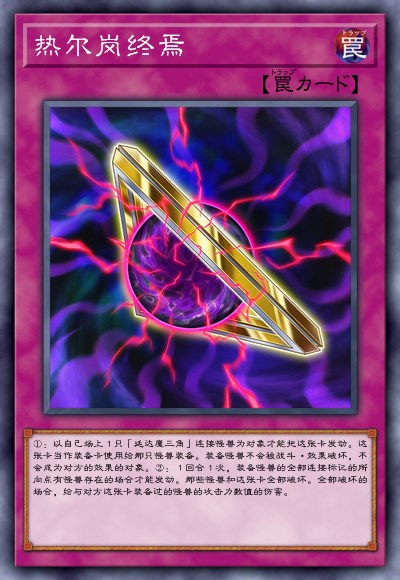 热尔岗终焉
トラップ
罠
トラップ
【罠カード】
①:以自己场上1只「廷达魔三角」连接怪兽为对象才能把这张卡发动。这
张卡当作装备卡使用给那只怪兽装备。装备怪兽不会被战斗·效果破坏,不
会成为对方的效果的对象。②:1回合1次,装备怪兽的全部连接标记的所
向点有怪兽存在的场合才能发动。那些怪兽和这张卡全部破坏。全部破坏的
场合,给与对方这张卡装备过的怪兽的攻击力数值的伤害。